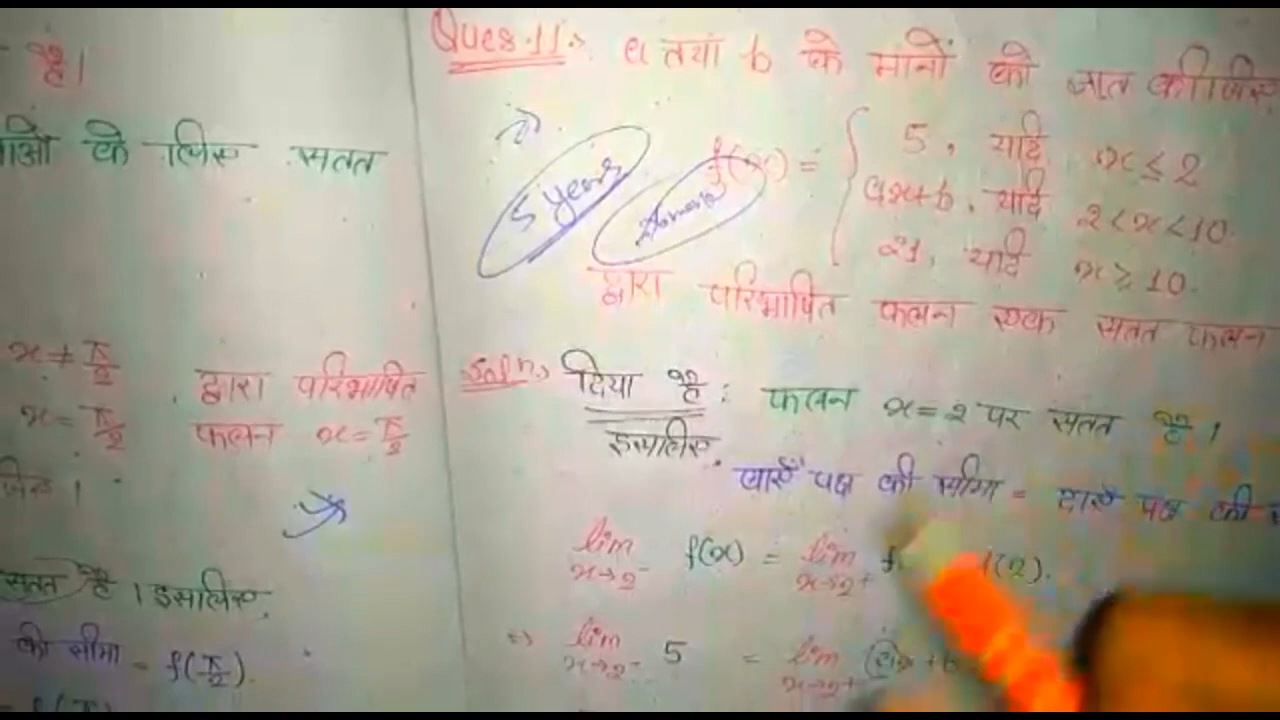 है।
ओं के लिए सतत
x ≠ π/2 , द्वारा परिभाषित
x = π/2 फलन x = π/2
सतत है । इसलिए,
की सीमा = f(π/2).
Ques.11:- a तथा b के मानों को ज्ञात कीजिए
5 years
f(x) = { 5, यदि x ≤ 2
ax+b, यदि 2 < x < 10
21, यदि x ≥ 10.
द्वारा परिभाषित फलन एक सतत फलन
Soln, दिया है : फलन x = 2 पर सतत है ।
इसलिए,
बाएँ पक्ष की सीमा = दाएँ पक्ष की
lim x→2⁻ f(x) = lim x→2⁺ f(2).
⇒ lim x→2⁻ 5 = lim x→2⁺ (ax + b